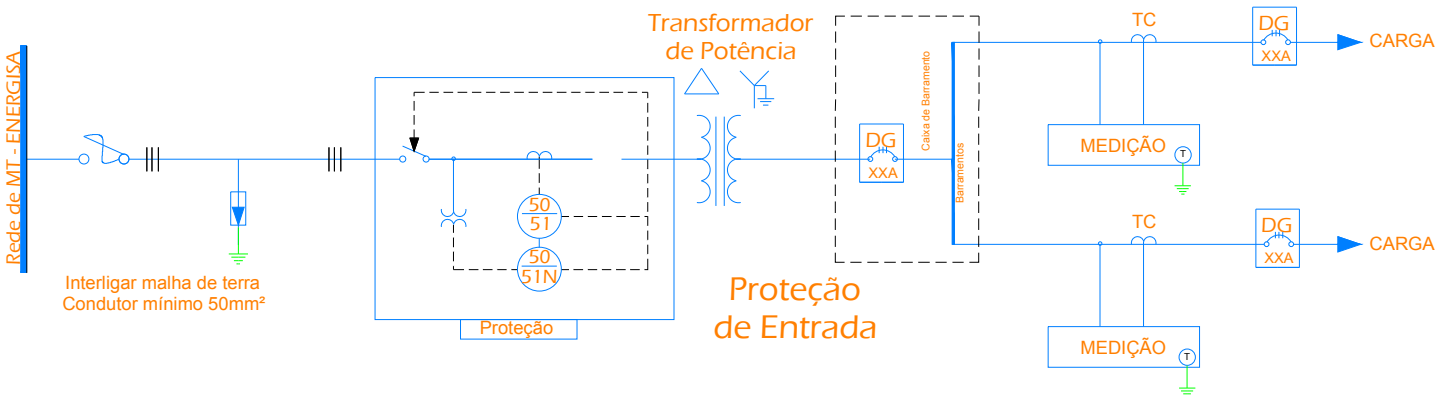 Rede de MT - ENERGISA
Interligar malha de terra
Condutor mínimo 50mm²
50
51
50
51N
Proteção
Transformador
de Potência
Proteção
de Entrada
DG
XXA
Caixa de Barramento
Barramentos
TC
DG
XXA
CARGA
MEDIÇÃO
T
TC
DG
XXA
CARGA
MEDIÇÃO
T